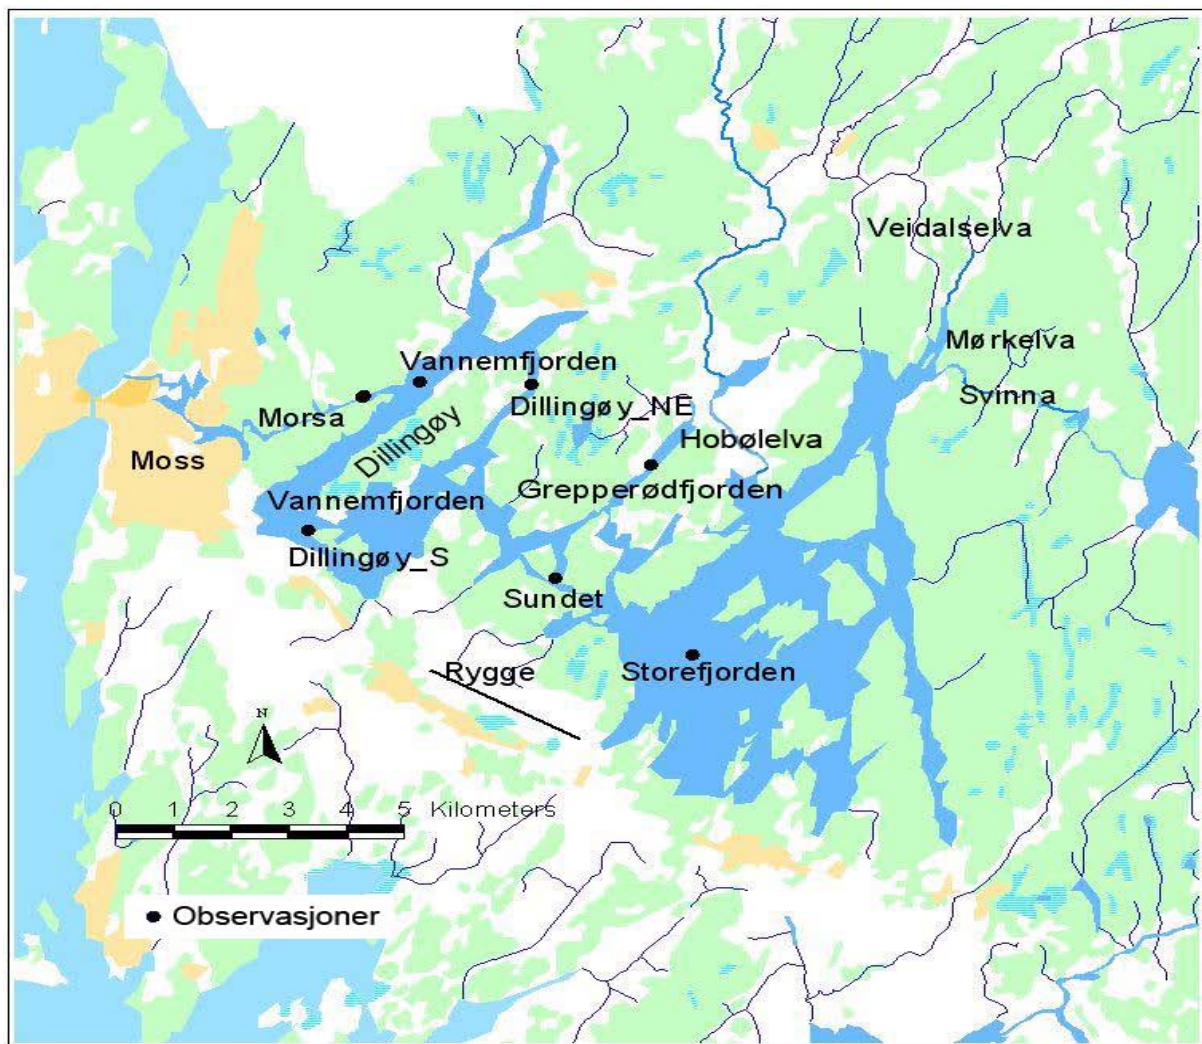 Veidalselva
Mørkelva
Vannemfjorden
Svinna
Dillingøy_NE
Morsa
Dillingøy
Hobølelva
Moss
Grepperødfjorden
Vannemfjorden
Dillingøy_S
Sundet
Rygge
Storefjorden
N
0 1 2 3 4 5 Kilometers
Observasjoner